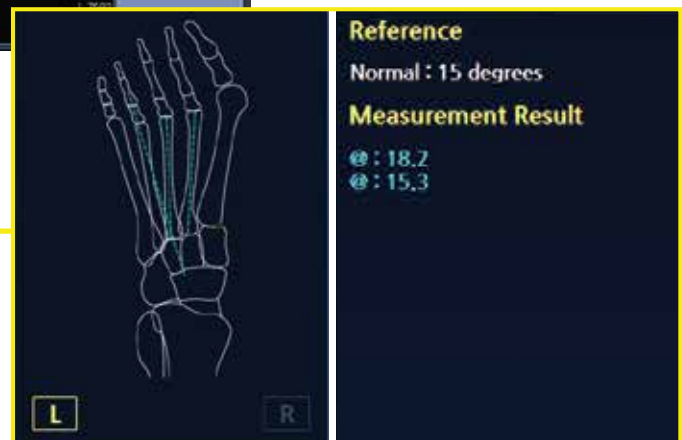 L
R
Reference
Normal : 15 degrees
Measurement Result
@ : 18.2
@ : 15.3